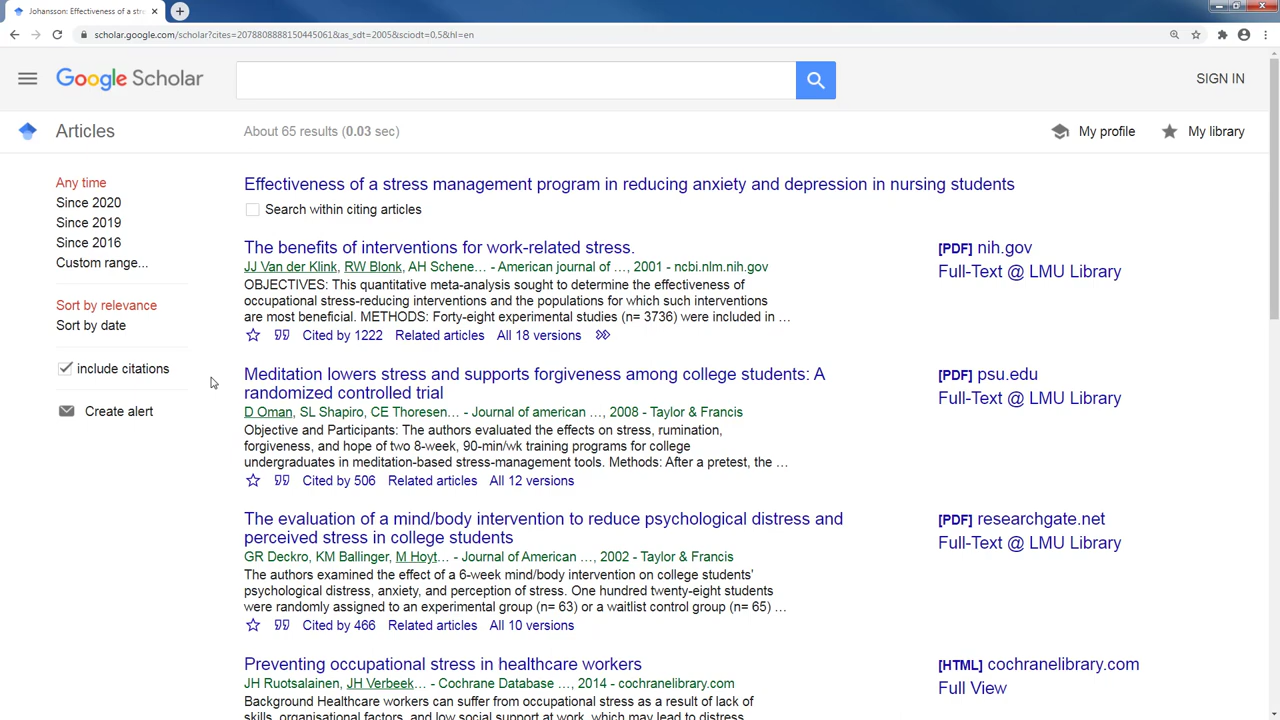 Johansson: Effectiveness of a str
scholar.google.com/scholar?cites=2078808888150445061&as_sdt=2005&sciodt=0,5&hl=en
Google Scholar
SIGN IN
Articles
About 65 results (0.03 sec)
My profile
My library
Any time
Since 2020
Since 2019
Since 2016
Custom range...
Sort by relevance
Sort by date
include citations
Create alert
Effectiveness of a stress management program in reducing anxiety and depression in nursing students
Search within citing articles
The benefits of interventions for work-related stress.
JJ Van der Klink, RW Blonk, AH Schene… - American journal of …, 2001 - ncbi.nlm.nih.gov
OBJECTIVES: This quantitative meta-analysis sought to determine the effectiveness of
occupational stress-reducing interventions and the populations for which such interventions
are most beneficial. METHODS: Forty-eight experimental studies (n= 3736) were included in …
Cited by 1222 Related articles All 18 versions
[PDF] nih.gov
Full-Text @ LMU Library
Meditation lowers stress and supports forgiveness among college students: A
randomized controlled trial
D Oman, SL Shapiro, CE Thoresen… - Journal of american …, 2008 - Taylor & Francis
Objective and Participants: The authors evaluated the effects on stress, rumination,
forgiveness, and hope of two 8-week, 90-min/wk training programs for college
undergraduates in meditation-based stress-management tools. Methods: After a pretest, the …
Cited by 506 Related articles All 12 versions
[PDF] psu.edu
Full-Text @ LMU Library
The evaluation of a mind/body intervention to reduce psychological distress and
perceived stress in college students
GR Deckro, KM Ballinger, M Hoyt… - Journal of American …, 2002 - Taylor & Francis
The authors examined the effect of a 6-week mind/body intervention on college students'
psychological distress, anxiety, and perception of stress. One hundred twenty-eight students
were randomly assigned to an experimental group (n= 63) or a waitlist control group (n= 65) …
Cited by 466 Related articles All 10 versions
[PDF] researchgate.net
Full-Text @ LMU Library
Preventing occupational stress in healthcare workers
JH Ruotsalainen, JH Verbeek… - Cochrane Database …, 2014 - cochranelibrary.com
Background Healthcare workers can suffer from occupational stress as a result of lack of
skills, organisational factors, and low social support at work, which may lead to distress
[HTML] cochranelibrary.com
Full View